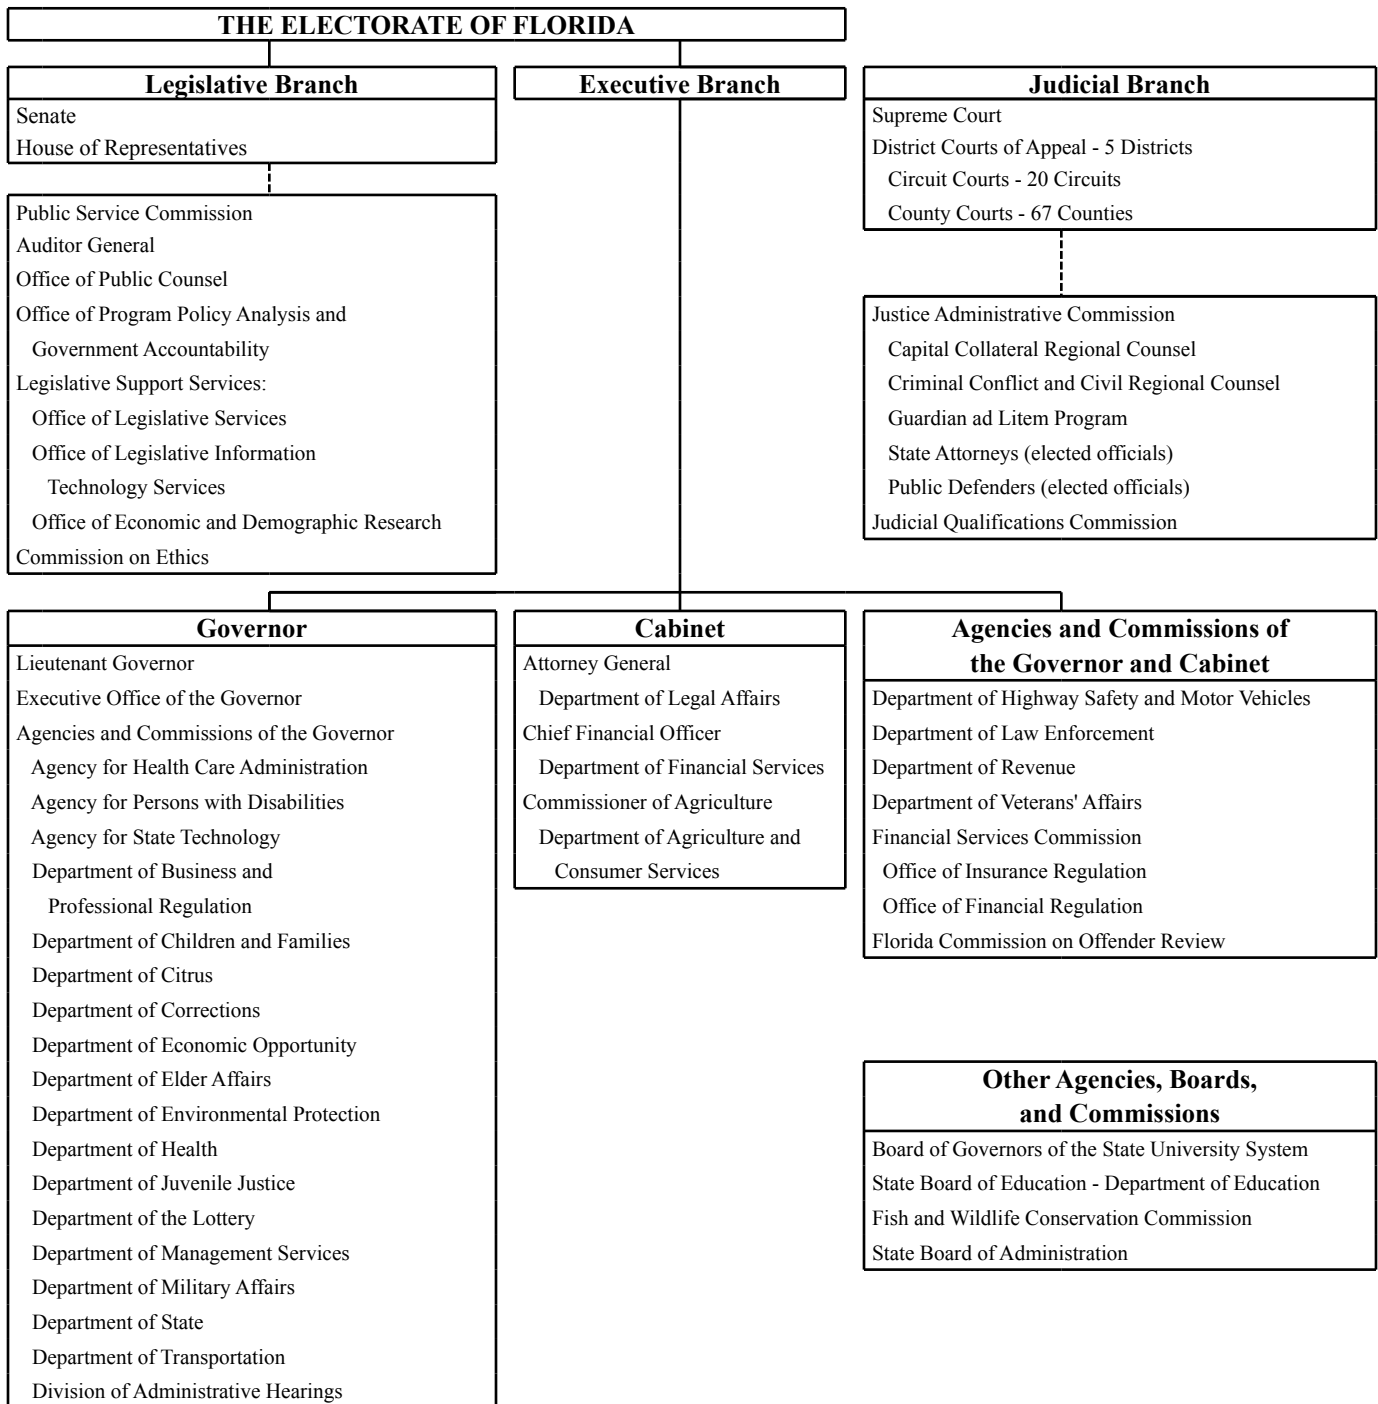 THE ELECTORATE OF FLORIDA
Legislative Branch
Senate
House of Representatives
Public Service Commission
Auditor General
Office of Public Counsel
Office of Program Policy Analysis and
Government Accountability
Legislative Support Services:
Office of Legislative Services
Office of Legislative Information
Technology Services
Office of Economic and Demographic Research
Commission on Ethics
Executive Branch
Judicial Branch
Supreme Court
District Courts of Appeal - 5 Districts
Circuit Courts - 20 Circuits
County Courts - 67 Counties
Justice Administrative Commission
Capital Collateral Regional Counsel
Criminal Conflict and Civil Regional Counsel
Guardian ad Litem Program
State Attorneys (elected officials)
Public Defenders (elected officials)
Judicial Qualifications Commission
Governor
Lieutenant Governor
Executive Office of the Governor
Agencies and Commissions of the Governor
Agency for Health Care Administration
Agency for Persons with Disabilities
Agency for State Technology
Department of Business and
Professional Regulation
Department of Children and Families
Department of Citrus
Department of Corrections
Department of Economic Opportunity
Department of Elder Affairs
Department of Environmental Protection
Department of Health
Department of Juvenile Justice
Department of the Lottery
Department of Management Services
Department of Military Affairs
Department of State
Department of Transportation
Division of Administrative Hearings
Cabinet
Attorney General
Department of Legal Affairs
Chief Financial Officer
Department of Financial Services
Commissioner of Agriculture
Department of Agriculture and
Consumer Services
Agencies and Commissions of
the Governor and Cabinet
Department of Highway Safety and Motor Vehicles
Department of Law Enforcement
Department of Revenue
Department of Veterans' Affairs
Financial Services Commission
Office of Insurance Regulation
Office of Financial Regulation
Florida Commission on Offender Review
Other Agencies, Boards,
and Commissions
Board of Governors of the State University System
State Board of Education - Department of Education
Fish and Wildlife Conservation Commission
State Board of Administration